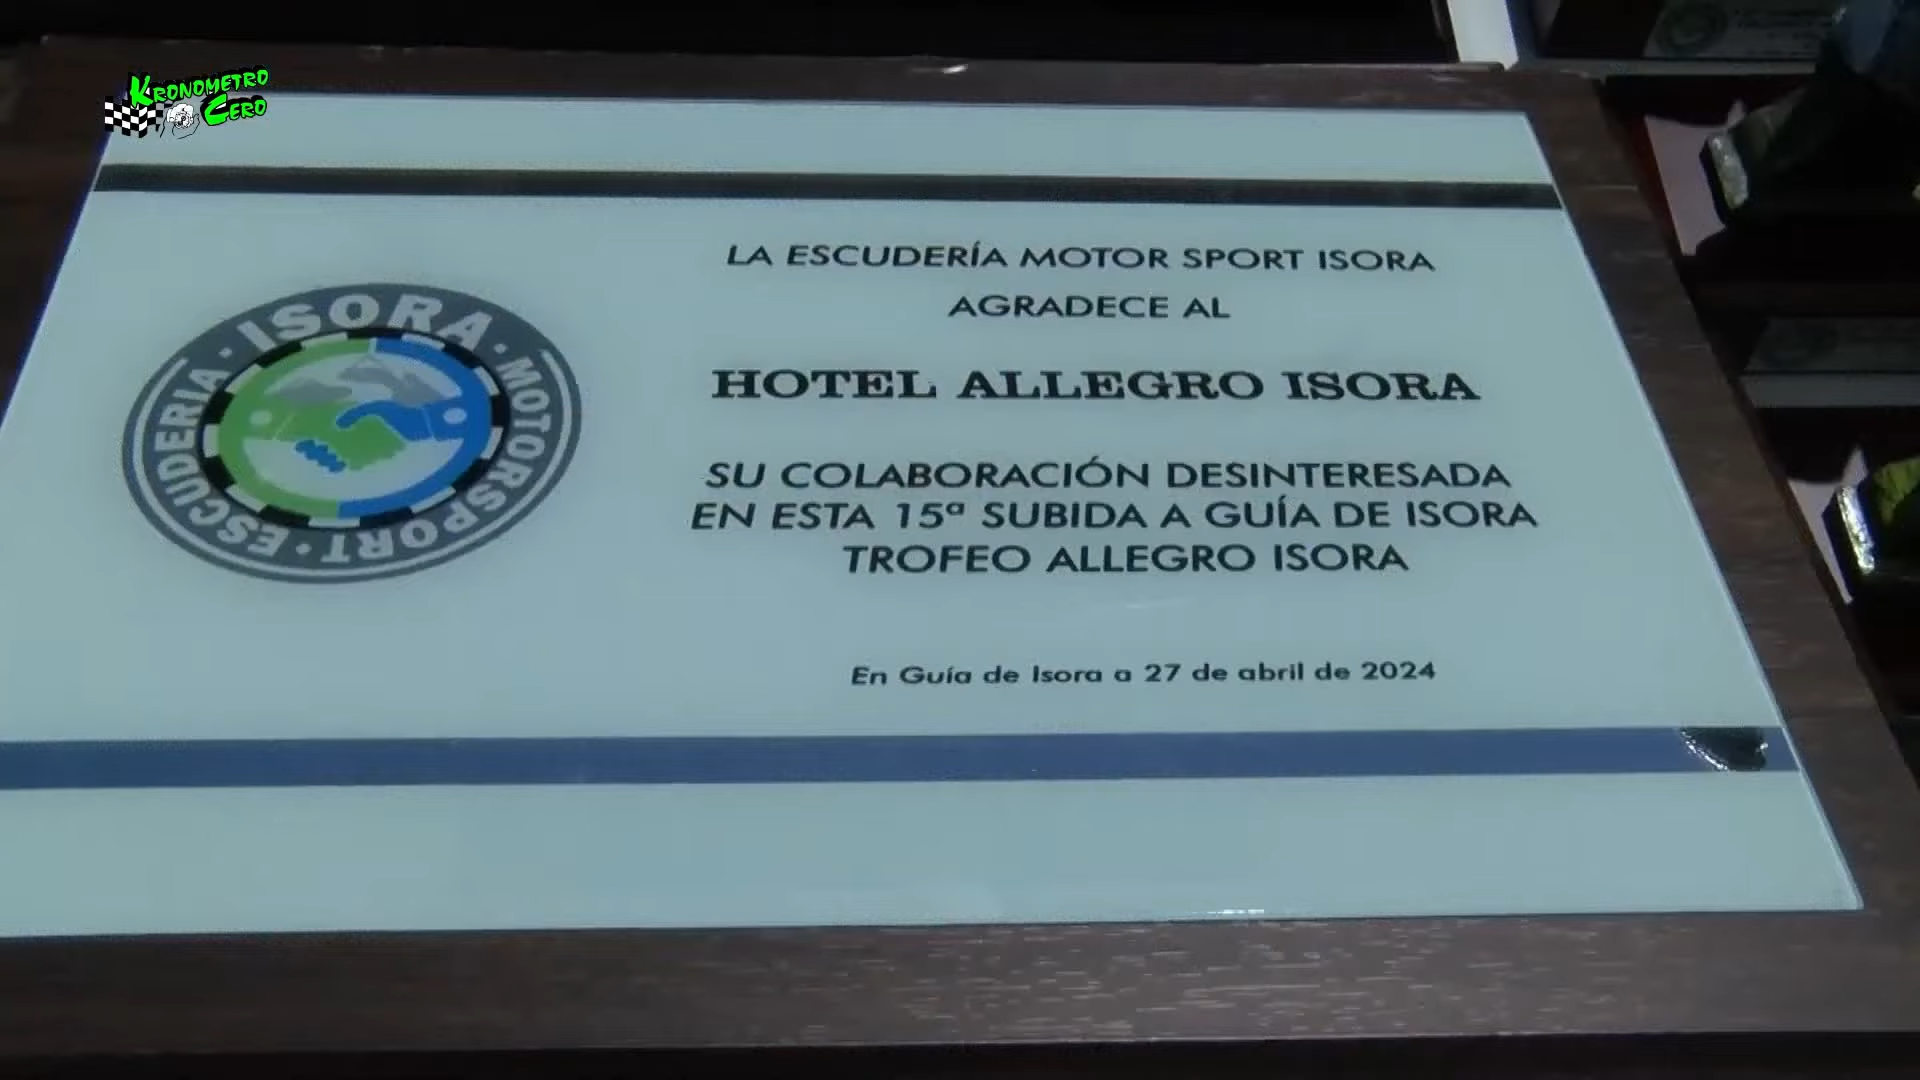 KRONOMETRO
CERO
LA ESCUDERÍA MOTOR SPORT ISORA
AGRADECE AL
HOTEL ALLEGRO ISORA
SU COLABORACIÓN DESINTERESADA
EN ESTA 15ª SUBIDA A GUÍA DE ISORA
TROFEO ALLEGRO ISORA
En Guía de Isora a 27 de abril de 2024
ESCUDERIA · ISORA · MOTORSPORT ·